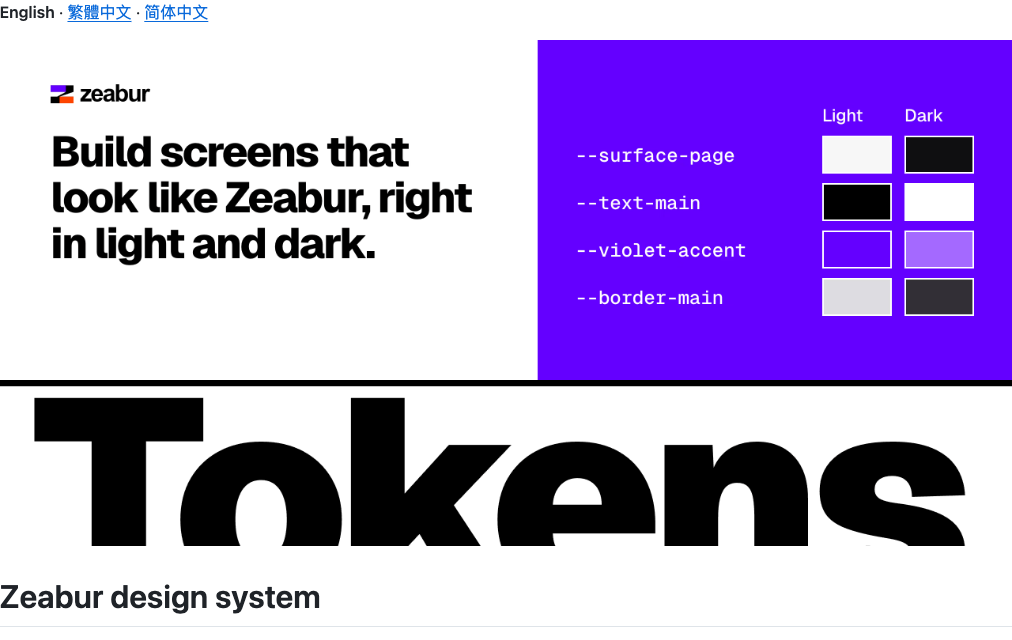 English · 繁體中文 · 简体中文
zeabur
Build screens that
look like Zeabur, right
in light and dark.
Light Dark
--surface-page
--text-main
--violet-accent
--border-main
Tokens
Zeabur design system